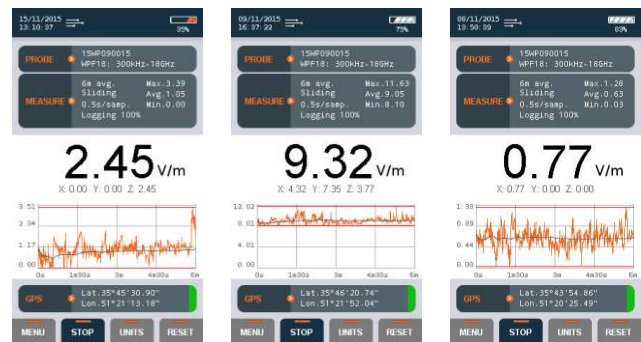 15/11/2015
13:10:37
35%
PROBE
15WP090015
WPF18: 300kHz-18GHz
MEASURE
6m avg. Max.3.39
Sliding Avg.1.05
0.5s/samp. Min.0.00
Logging 100%
2.45 V/m
X: 0.00 Y: 0.00 Z: 2.45
3.51
2.34
1.17
0.00
0s 1m30s 3m 4m30s 6m
GPS
Lat.35°45'30.90"
Lon.51°21'13.18"
MENU STOP UNITS RESET
09/11/2015
16:37:22
75%
PROBE
15WP090015
WPF18: 300kHz-18GHz
MEASURE
6m avg. Max.11.63
Sliding Avg.9.05
0.5s/samp. Min.8.10
Logging 100%
9.32 V/m
X: 4.32 Y: 7.35 Z: 3.77
12.02
8.01
4.01
0.00
0s 1m30s 3m 4m30s 6m
GPS
Lat.35°46'20.74"
Lon.51°21'52.04"
MENU STOP UNITS RESET
13:50:39
83%
PROBE
15WP090015
WPF18: 300kHz-18GHz
MEASURE
6m avg. Max.1.28
Sliding Avg.0.63
0.5s/samp. Min.0.03
Logging 100%
0.77 V/m
X: 0.77 Y: 0.00 Z: 0.00
1.33
0.89
0.44
0.00
0s 1m30s 3m 4m30s 6m
GPS
Lat.35°43'54.86"
Lon.51°20'25.49"
MENU STOP UNITS RESET